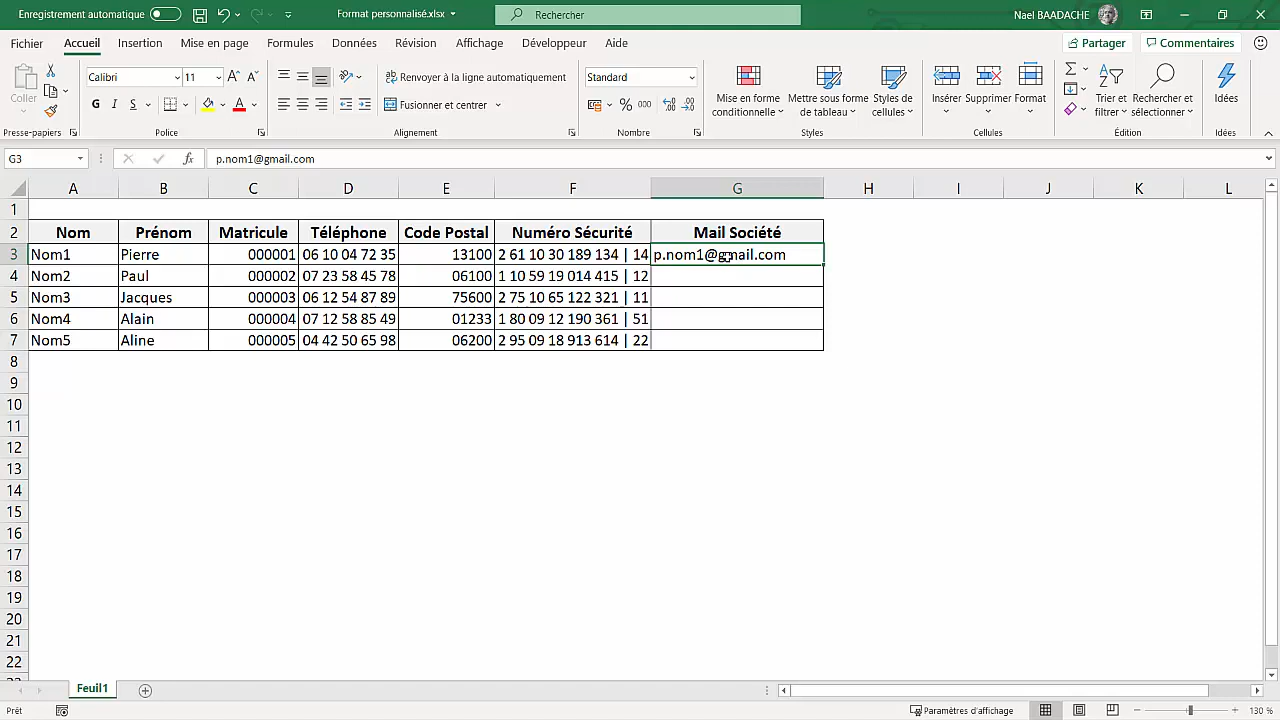 Enregistrement automatique
Format personnalisé.xlsx
Rechercher
Nael BAADACHE
Fichier Accueil Insertion Mise en page Formules Données Révision Affichage Développeur Aide
Partager Commentaires
Coller
Calibri 11
G I S
Renvoyer à la ligne automatiquement
Fusionner et centrer
Standard
% 000
Mise en forme conditionnelle
Mettre sous forme de tableau
Styles de cellules
Insérer Supprimer Format
Trier et filtrer
Rechercher et sélectionner
Idées
Presse-papiers Police Alignement Nombre Styles Cellules Édition Idées
G3 fx p.nom1@gmail.com
A B C D E F G H I J K L
1
2 Nom Prénom Matricule Téléphone Code Postal Numéro Sécurité Mail Société
3 Nom1 Pierre 000001 06 10 04 72 35 13100 2 61 10 30 189 134 | 14 p.nom1@gmail.com
4 Nom2 Paul 000002 07 23 58 45 78 06100 1 10 59 19 014 415 | 12
5 Nom3 Jacques 000003 06 12 54 87 89 75600 2 75 10 65 122 321 | 11
6 Nom4 Alain 000004 07 12 58 85 49 01233 1 80 09 12 190 361 | 51
7 Nom5 Aline 000005 04 42 50 65 98 06200 2 95 09 18 913 614 | 22
8
9
10
11
12
13
14
15
16
17
18
19
20
21
22
Feuil1
Prêt
Paramètres d'affichage
130 %